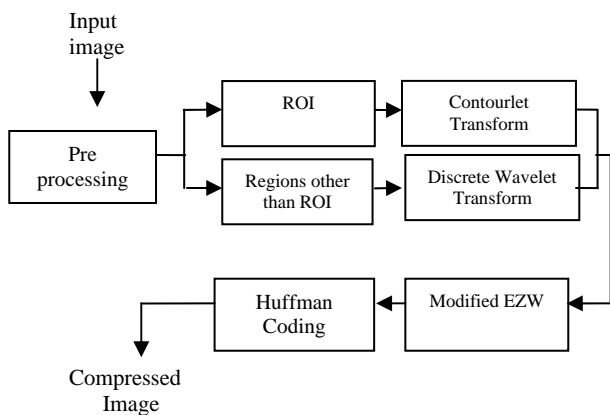 Input
image
ROI
Contourlet
Transform
Pre
processing
Regions other
than ROI
Discrete Wavelet
Transform
Huffman
Coding
Modified EZW
Compressed
Image